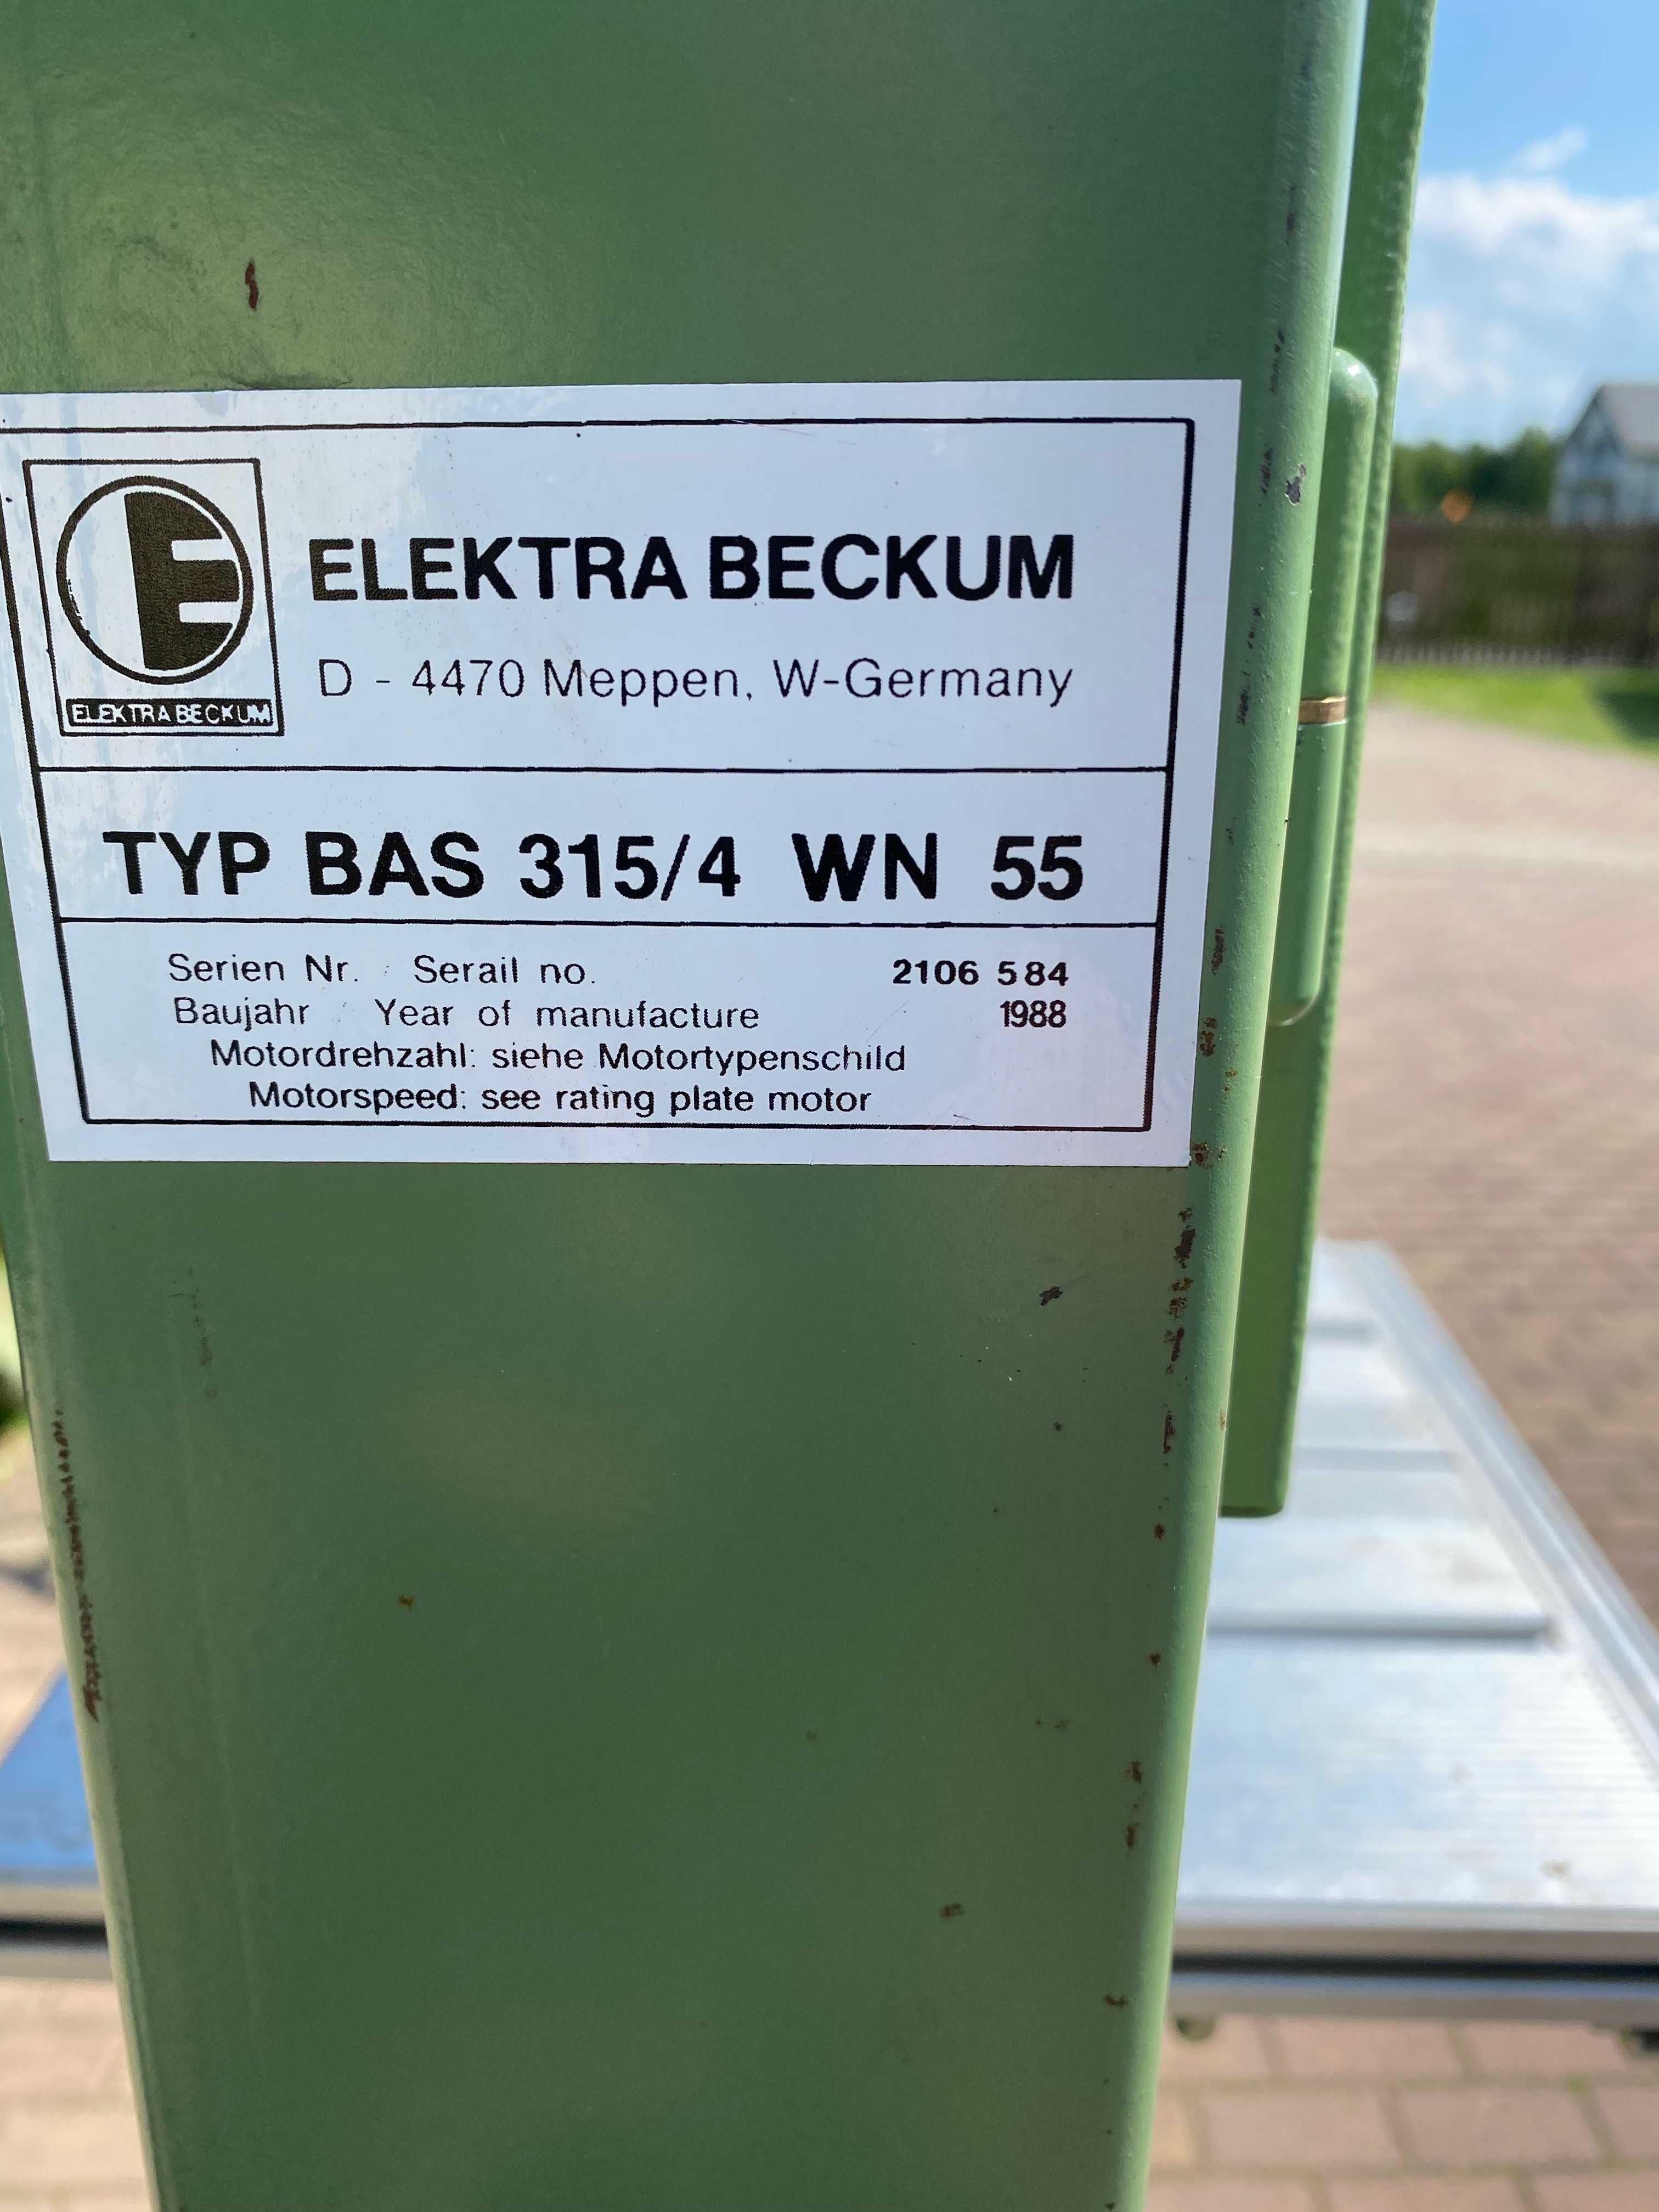 ELEKTRA BECKUM
D - 4470 Meppen, W-Germany
ELEKTRA BECKUM
TYP BAS 315/4 WN 55
Serien Nr. Serail no. 2106 584
Baujahr Year of manufacture 1988
Motordrehzahl: siehe Motortypenschild
Motorspeed: see rating plate motor